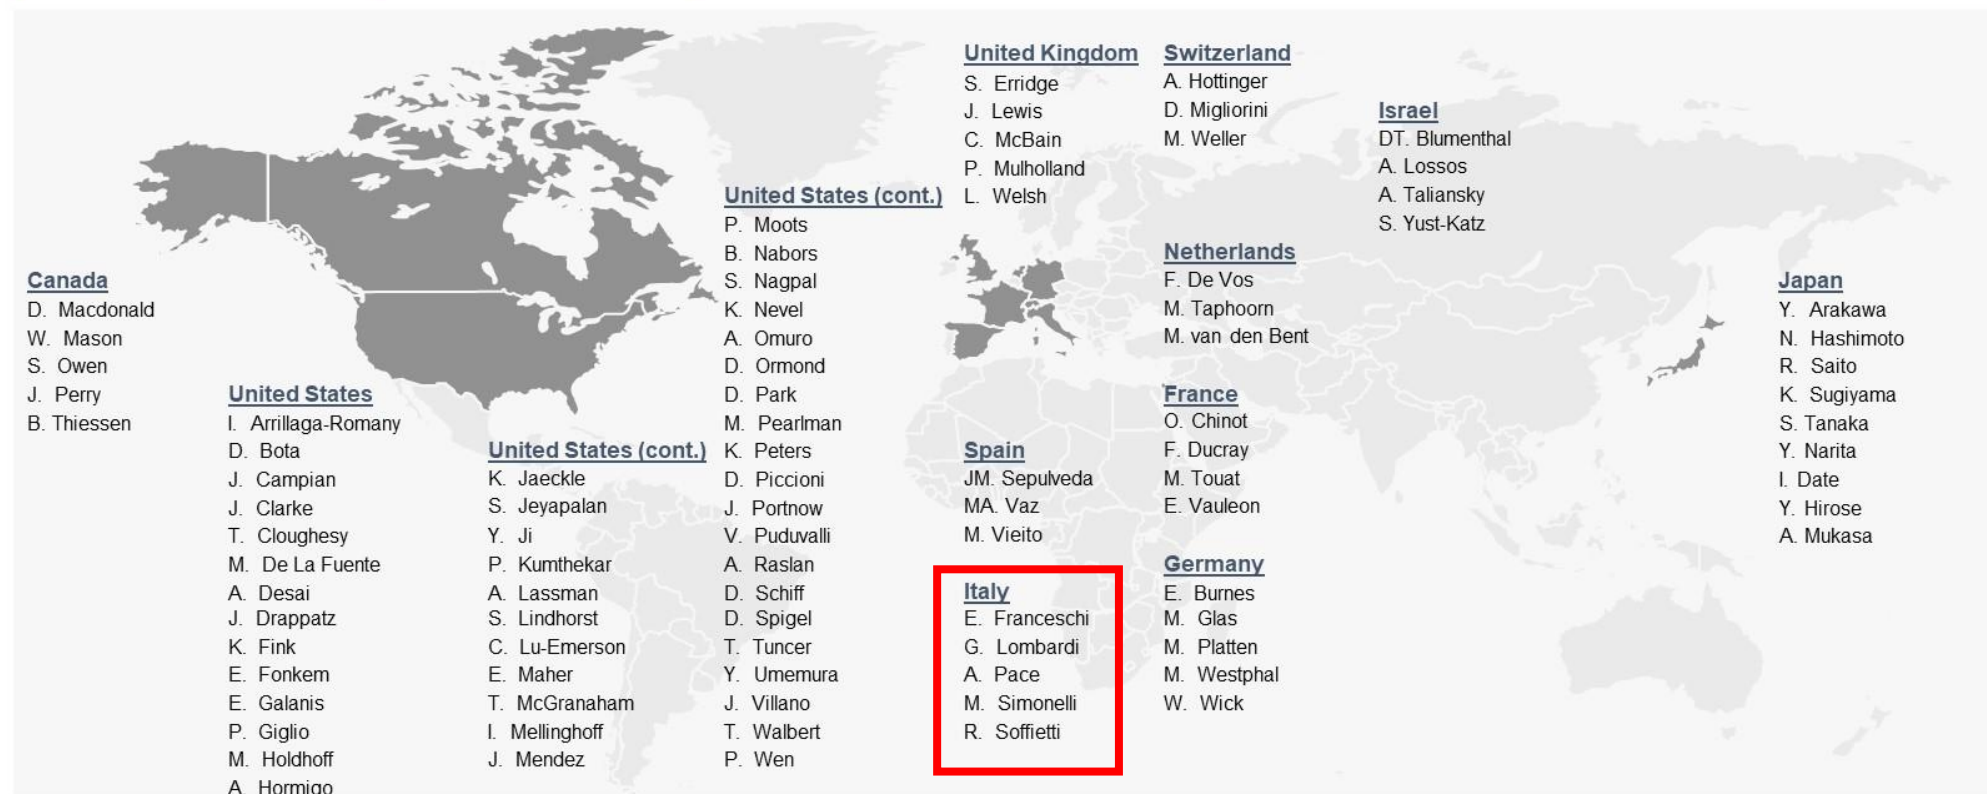 Canada
D. Macdonald
W. Mason
S. Owen
J. Perry
B. Thiessen
United States
I. Arrillaga-Romany
D. Bota
J. Campian
J. Clarke
T. Cloughesy
M. De La Fuente
A. Desai
J. Drappatz
K. Fink
E. Fonkem
E. Galanis
P. Giglio
M. Holdhoff
A. Hormigo
United States (cont.)
K. Jaeckle
S. Jeyapalan
Y. Ji
P. Kumthekar
A. Lassman
S. Lindhorst
C. Lu-Emerson
E. Maher
T. McGranaham
I. Mellinghoff
J. Mendez
United States (cont.)
P. Moots
B. Nabors
S. Nagpal
K. Nevel
A. Omuro
D. Ormond
D. Park
M. Pearlman
K. Peters
D. Piccioni
J. Portnow
V. Puduvalli
A. Raslan
D. Schiff
D. Spigel
T. Tuncer
Y. Umemura
J. Villano
T. Walbert
P. Wen
United Kingdom
S. Erridge
J. Lewis
C. McBain
P. Mulholland
L. Welsh
Spain
JM. Sepulveda
MA. Vaz
M. Vieito
Italy
E. Franceschi
G. Lombardi
A. Pace
M. Simonelli
R. Soffietti
Switzerland
A. Hottinger
D. Migliorini
M. Weller
Netherlands
F. De Vos
M. Taphoorn
M. van den Bent
France
O. Chinot
F. Ducray
M. Touat
E. Vauleon
Germany
E. Burnes
M. Glas
M. Platten
M. Westphal
W. Wick
Israel
DT. Blumenthal
A. Lossos
A. Taliansky
S. Yust-Katz
Japan
Y. Arakawa
N. Hashimoto
R. Saito
K. Sugiyama
S. Tanaka
Y. Narita
I. Date
Y. Hirose
A. Mukasa